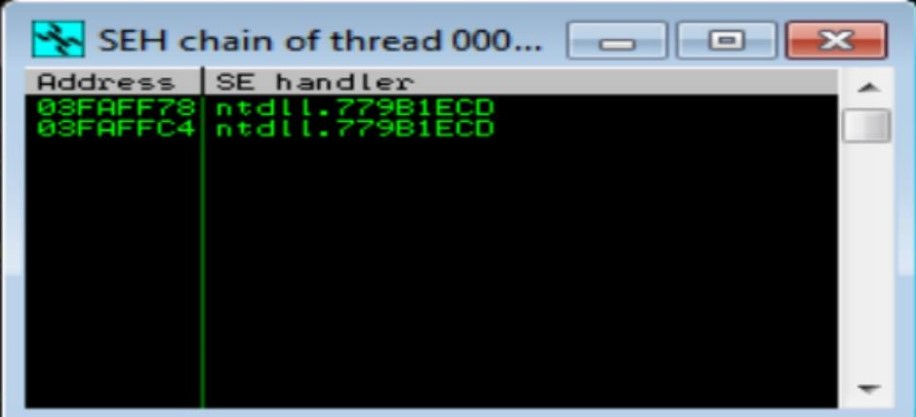 SEH chain of thread 000...
Address SE handler
03FAFF78 ntdll.779B1ECD
03FAFFC4 ntdll.779B1ECD